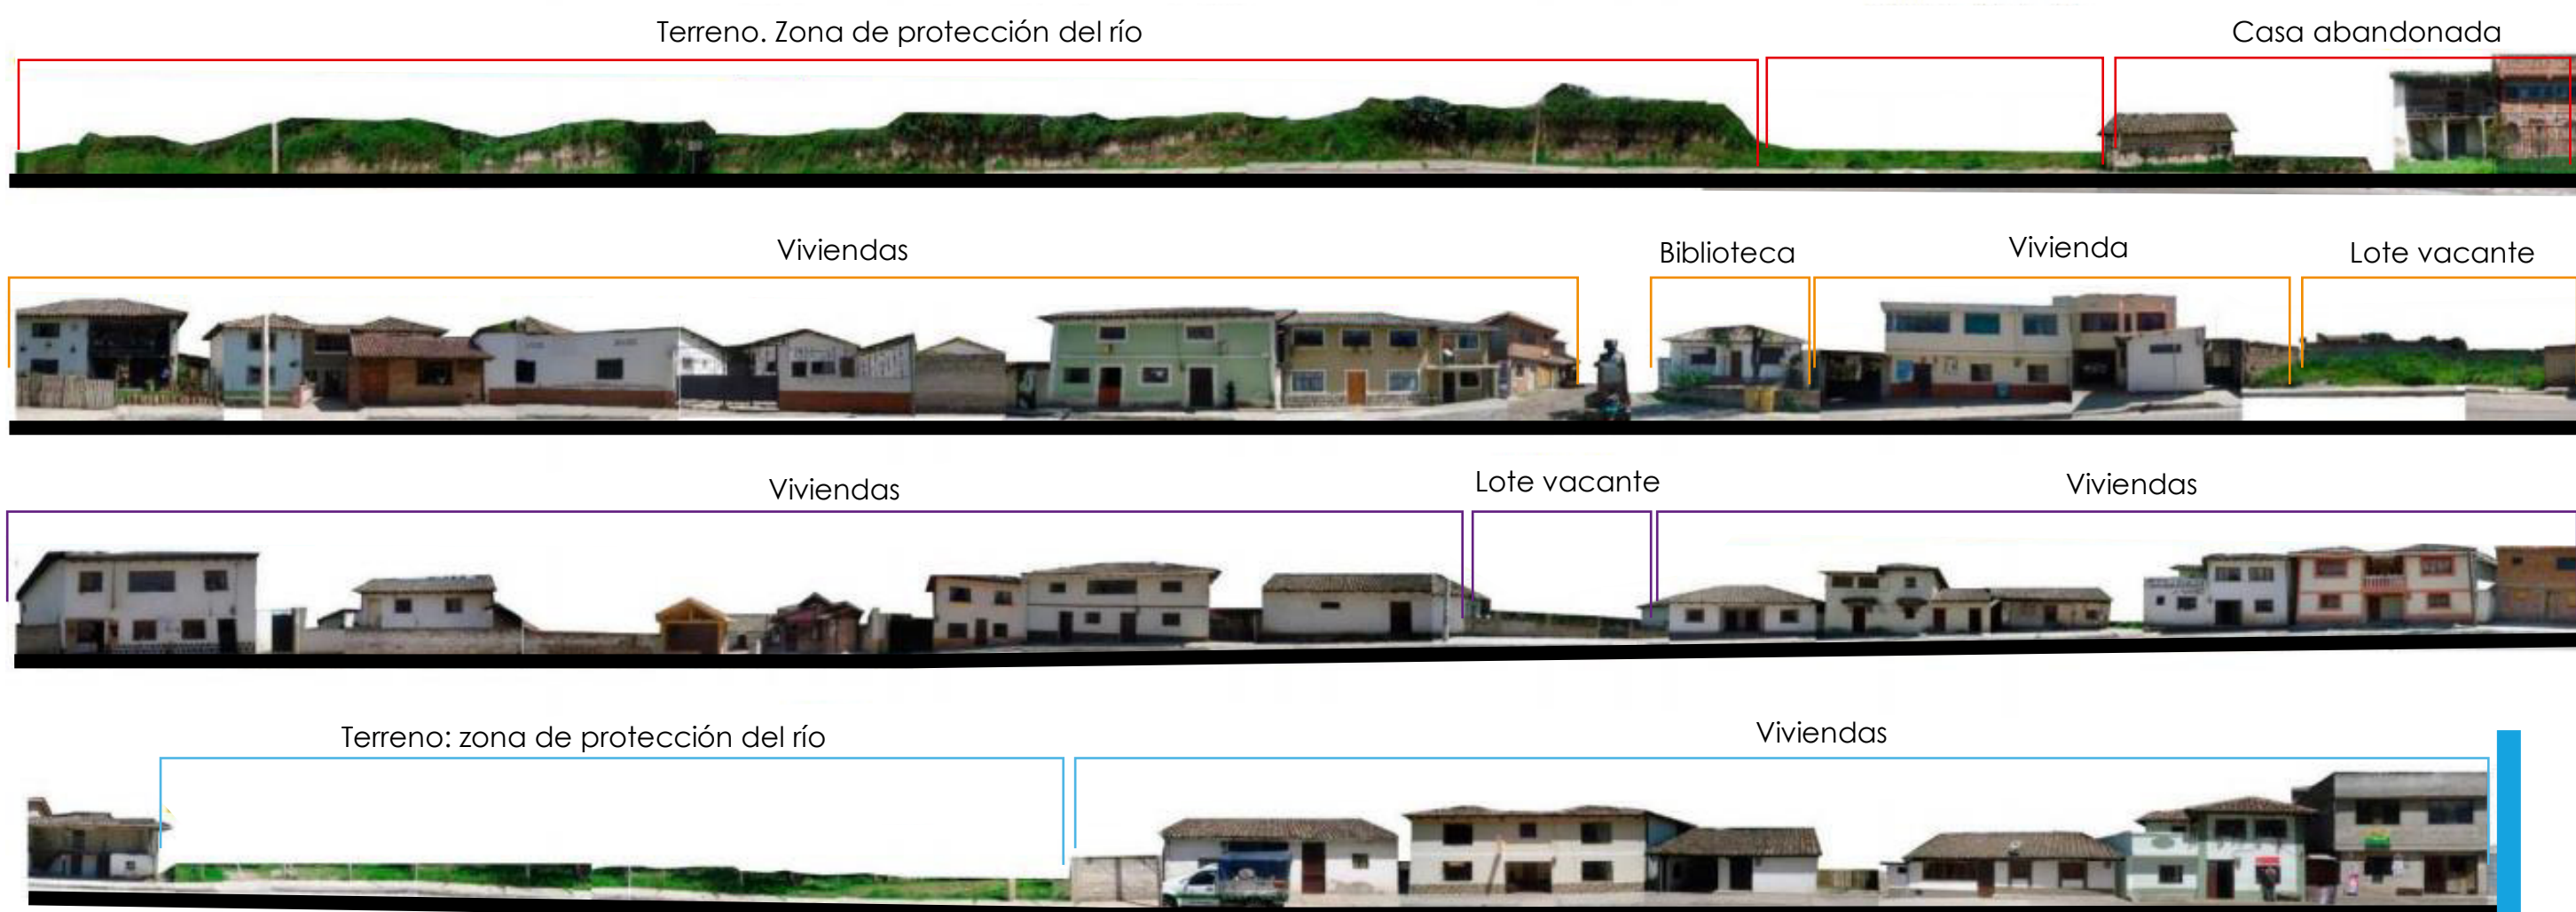 Terreno. Zona de protección del río
Casa abandonada
Viviendas
Biblioteca
Vivienda
Lote vacante
Viviendas
Lote vacante
Viviendas
Terreno: zona de protección del río
Viviendas